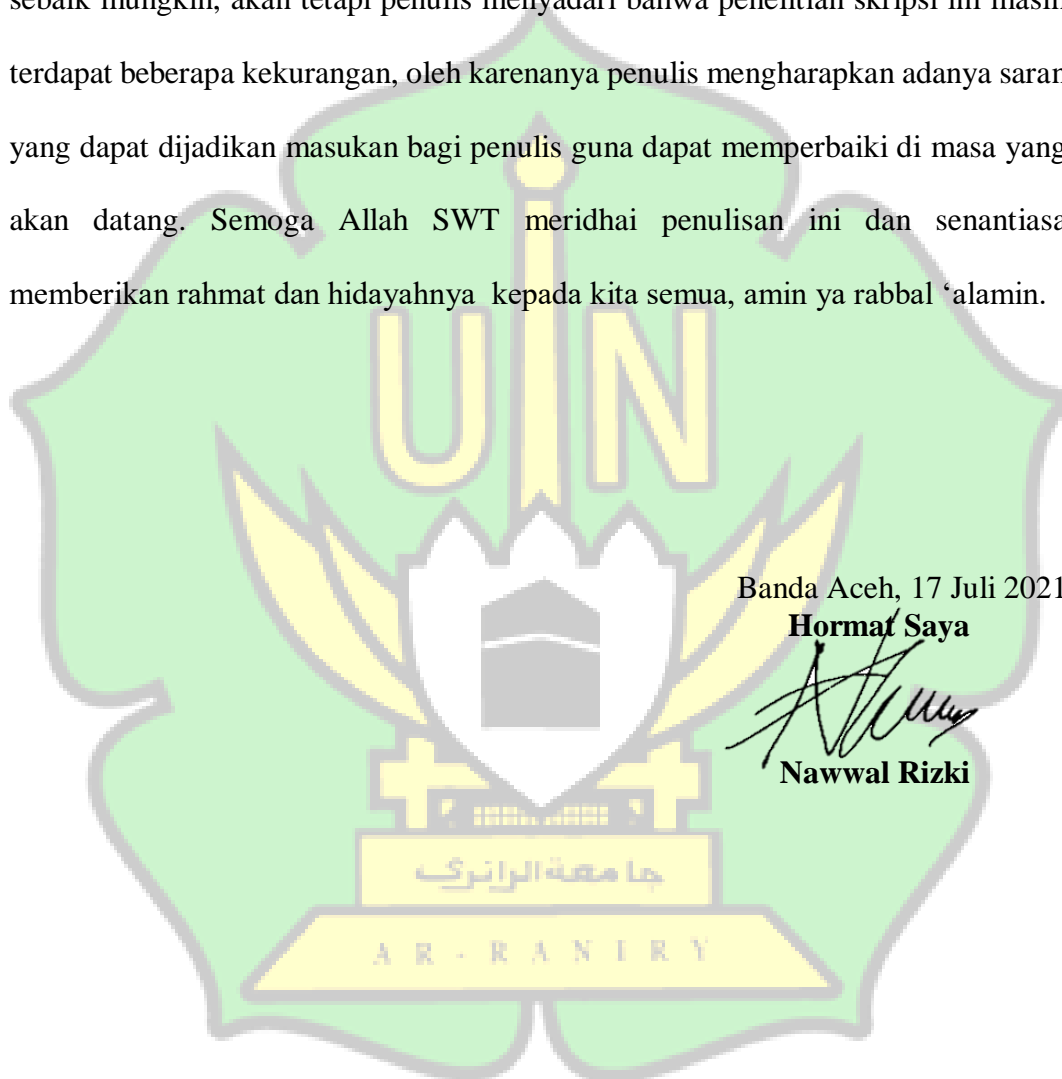 sebaik mungkin, akan tetapi penulis menyadari bahwa penelitian skripsi ini masih
terdapat beberapa kekurangan, oleh karenanya penulis mengharapkan adanya saran
yang dapat dijadikan masukan bagi penulis guna dapat memperbaiki di masa yang
akan datang. Semoga Allah SWT meridhai penulisan ini dan senantiasa
memberikan rahmat dan hidayahnya kepada kita semua, amin ya rabbal ‘alamin.
UIN
Banda Aceh, 17 Juli 2021
Hormat Saya
Nawwal Rizki
جامعة الرانري
AR-RANIRY